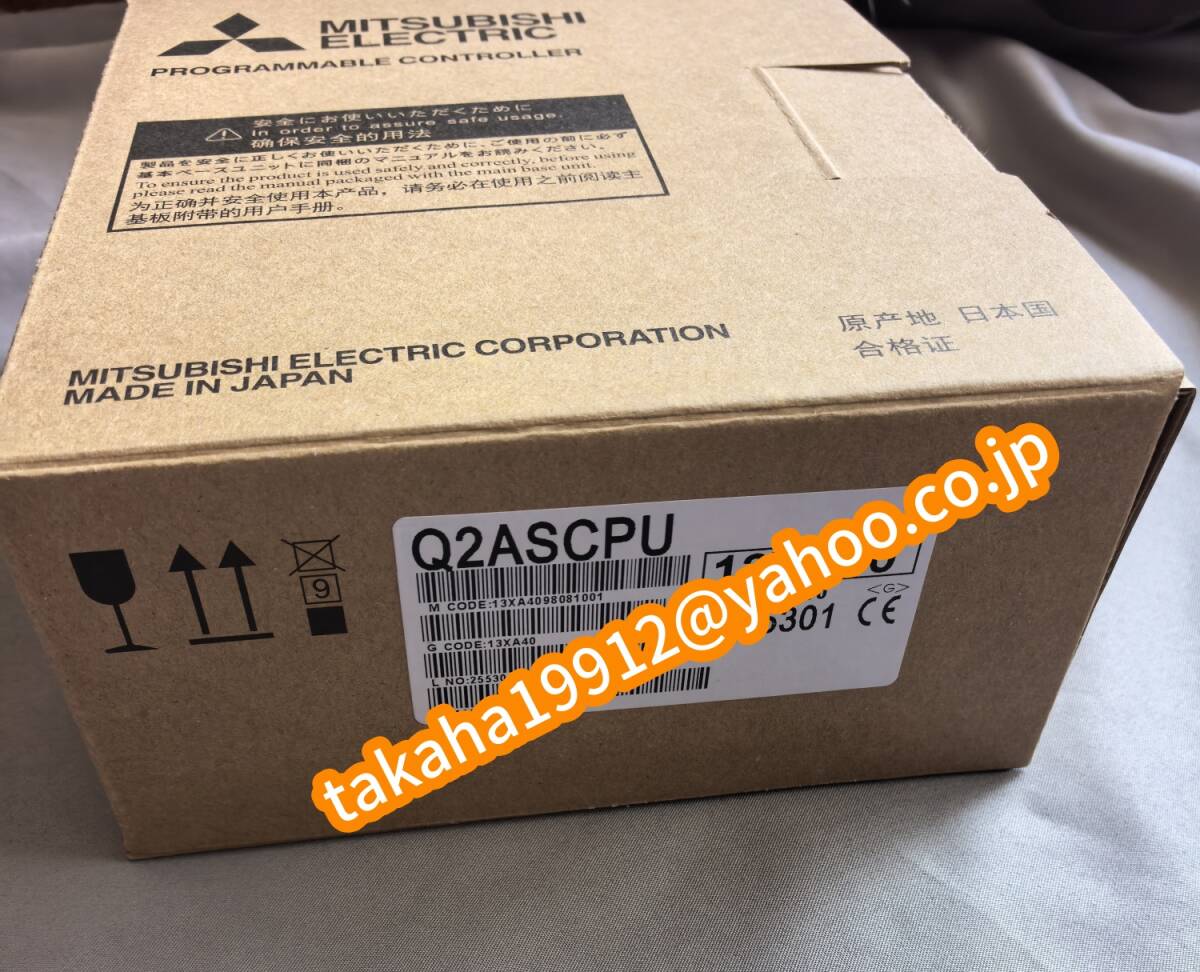 MITSUBISHI
ELECTRIC
PROGRAMMABLE CONTROLLER
安全にお使いいただくために
In order to assure safe usage.
确保安全的用法
製品を安全に正しくお使いいただくために、ご使用の前に必ず
基本ベースユニットに同梱のマニュアルをお読みください。
To ensure the product is used safely and correctly, before using
please read the manual packaged with the main base unit.
为正确并安全使用本产品，请务必在使用之前阅读主
基板附带的用户手册。
原产地 日本国
合格证
MITSUBISHI ELECTRIC CORPORATION
MADE IN JAPAN
9
Q2ASCPU
M CODE:13XA4098081001
<G>
G CODE:13XA40
CE
takaha19912@yahoo.co.jp